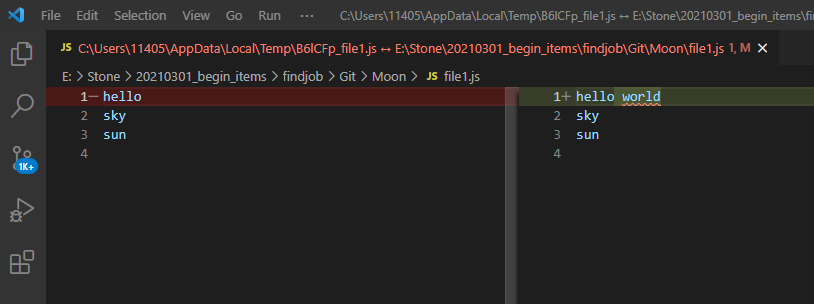 File Edit Selection View Go Run ··· C:\Users\11405\AppData\Local\Temp\B6lCFp_file1.js ↔ E:\Stone\20210301_begin_items\fin
JS C:\Users\11405\AppData\Local\Temp\B6lCFp_file1.js ↔ E:\Stone\20210301_begin_items\findjob\Git\Moon\file1.js 1, M ×
E: > Stone > 20210301_begin_items > findjob > Git > Moon > JS file1.js
1− hello
2 sky
3 sun
4
1+ hello world
2 sky
3 sun
4
1K+